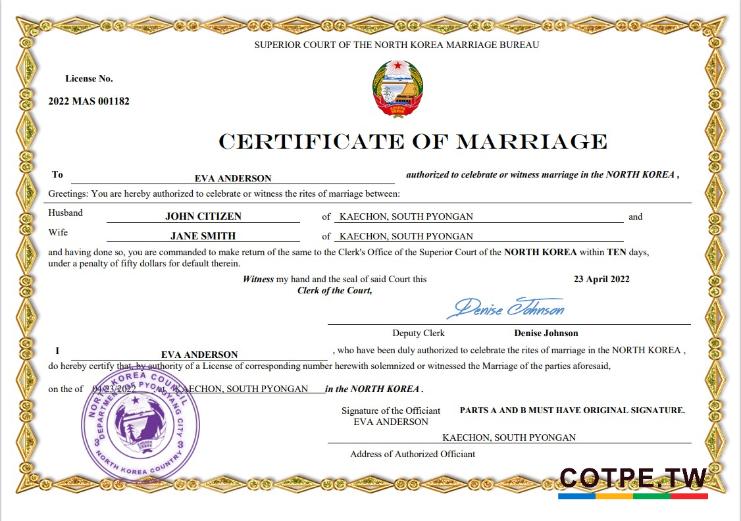 SUPERIOR COURT OF THE NORTH KOREA MARRIAGE BUREAU
License No.
2022 MAS 001182
CERTIFICATE OF MARRIAGE
To EVA ANDERSON authorized to celebrate or witness marriage in the NORTH KOREA ,
Greetings: You are hereby authorized to celebrate or witness the rites of marriage between:
Husband JOHN CITIZEN of KAECHON, SOUTH PYONGAN and
Wife JANE SMITH of KAECHON, SOUTH PYONGAN
and having done so, you are commanded to make return of the same to the Clerk's Office of the Superior Court of the NORTH KOREA within TEN days,
under a penalty of fifty dollars for default therein.
Witness my hand and the seal of said Court this 23 April 2022
Clerk of the Court,
Denise Johnson
Deputy Clerk Denise Johnson
I EVA ANDERSON , who have been duly authorized to celebrate the rites of marriage in the NORTH KOREA ,
do hereby certify that, by authority of a License of corresponding number herewith solemnized or witnessed the Marriage of the parties aforesaid,
on the of 04/23/2022 at KAECHON, SOUTH PYONGAN in the NORTH KOREA .
NORTH KOREA COUNCIL
DEPARTMENT OF PYONGYANG CITY
NORTH KOREA COUNTRY
Signature of the Officiant PARTS A AND B MUST HAVE ORIGINAL SIGNATURE.
EVA ANDERSON
KAECHON, SOUTH PYONGAN
Address of Authorized Officiant
COTPE.TW